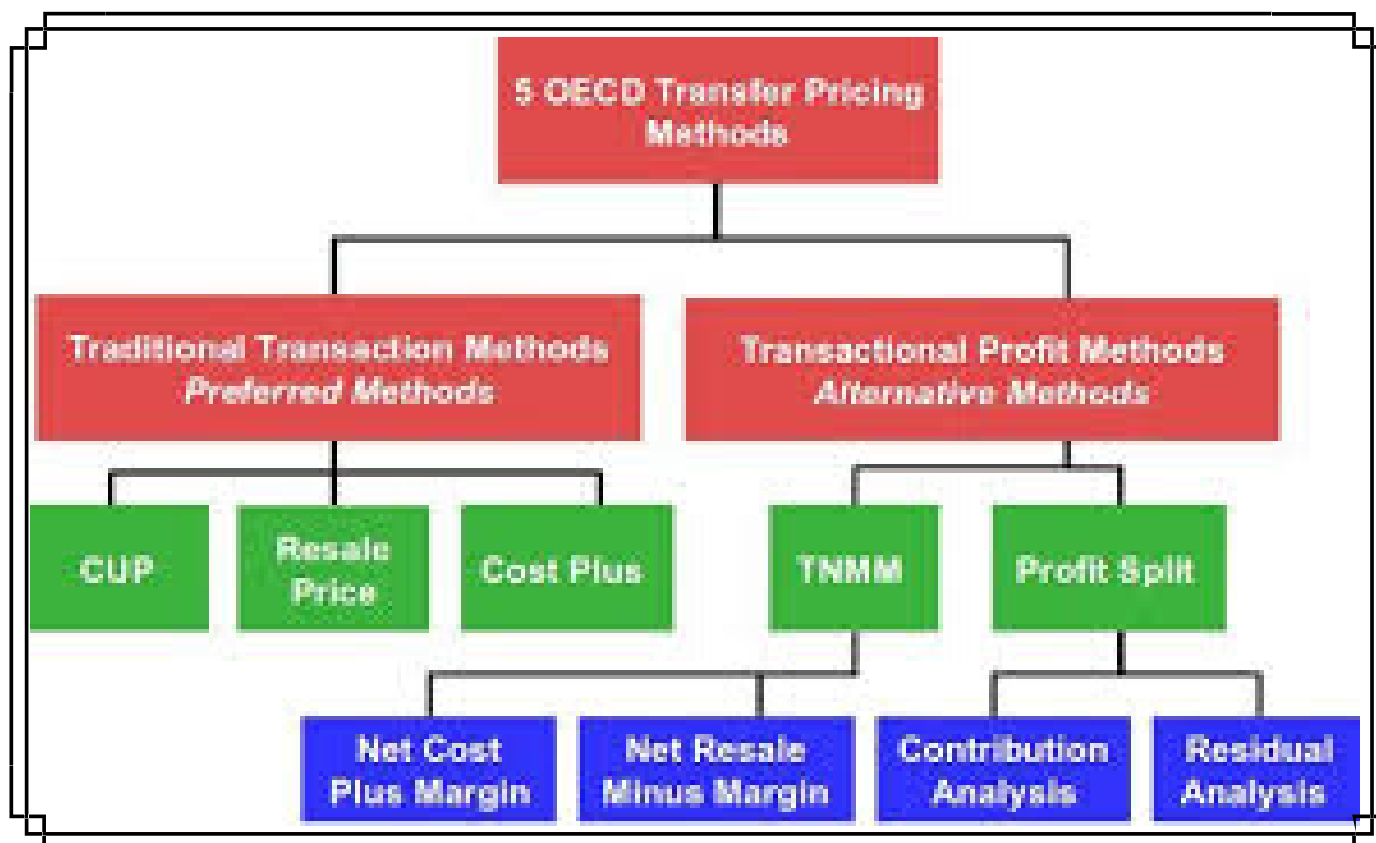 5 OECD Transfer Pricing
Methods
Traditional Transaction Methods
Preferred Methods
Transactional Profit Methods
Alternative Methods
CUP
Resale
Price
Cost Plus
TNMM
Profit Split
Net Cost
Plus Margin
Net Resale
Minus Margin
Contribution
Analysis
Residual
Analysis